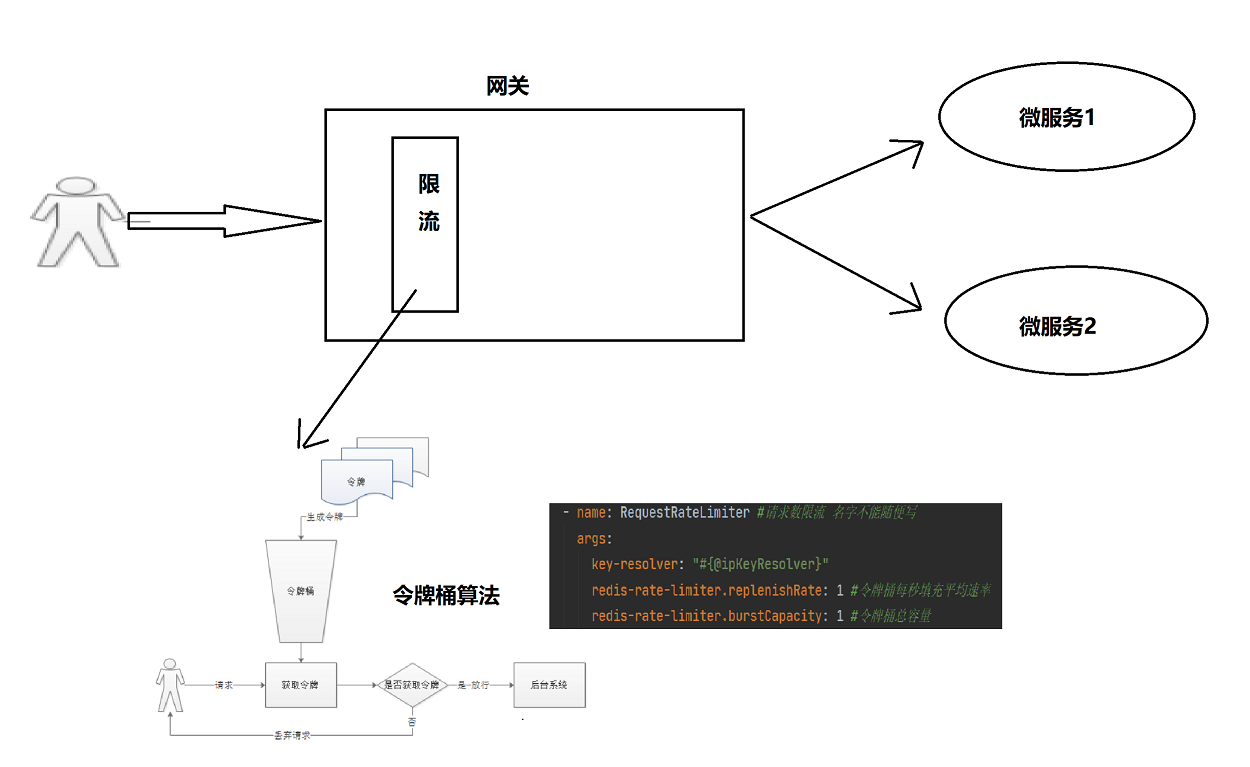 网关
限
流
微服务1
微服务2
令牌
生成令牌
令牌桶
令牌桶算法
- name: RequestRateLimiter #请求数限流 名字不能随便写
args:
key-resolver: "#{@ipKeyResolver}"
redis-rate-limiter.replenishRate: 1 #令牌桶每秒填充平均速率
redis-rate-limiter.burstCapacity: 1 #令牌桶总容量
请求
获取令牌
是否获取令牌
是-放行
后台系统
否
丢弃请求